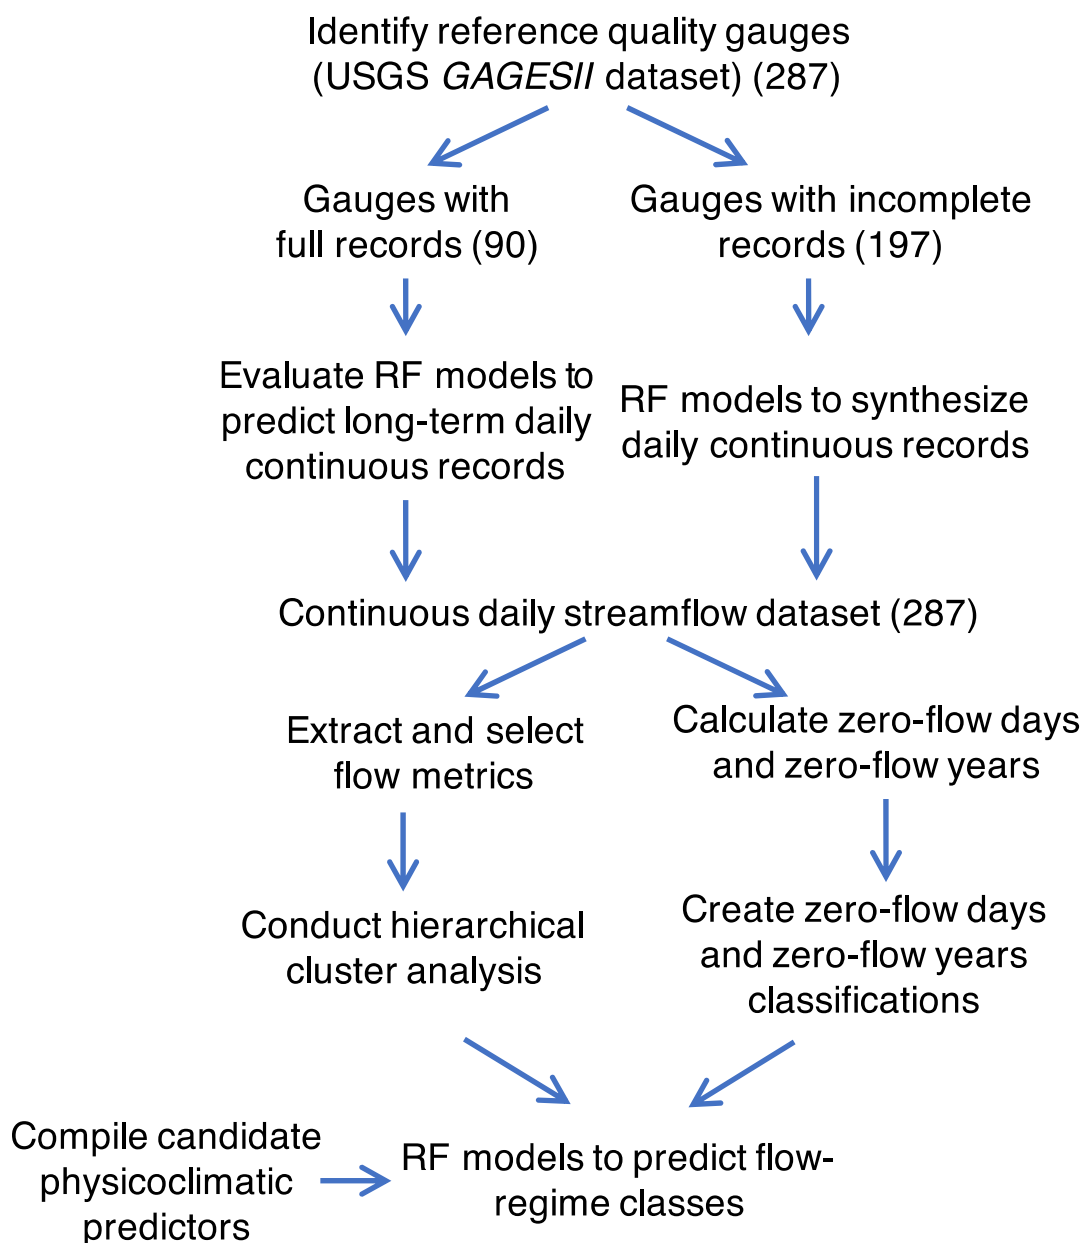 Identify reference quality gauges
(USGS GAGESII dataset) (287)
Gauges with
full records (90)
Gauges with incomplete
records (197)
Evaluate RF models to
predict long-term daily
continuous records
RF models to synthesize
daily continuous records
Continuous daily streamflow dataset (287)
Extract and select
flow metrics
Calculate zero-flow days
and zero-flow years
Conduct hierarchical
cluster analysis
Create zero-flow days
and zero-flow years
classifications
Compile candidate
physicoclimatic
predictors
RF models to predict flow-
regime classes